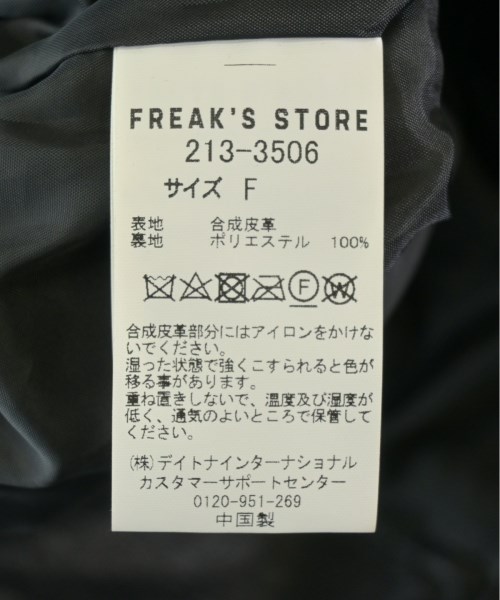 FREAK'S STORE
213-3506
サイズ F
表地 合成皮革
裏地 ポリエステル 100%
F W
合成皮革部分にはアイロンをかけな
いでください。
湿った状態で強くこすられると色が
移る事があります。
重ね置きしないで、温度及び湿度が
低く、通気のよいところで保管して
ください。
(株)デイトナインターナショナル
カスタマーサポートセンター
0120-951-269
中国製